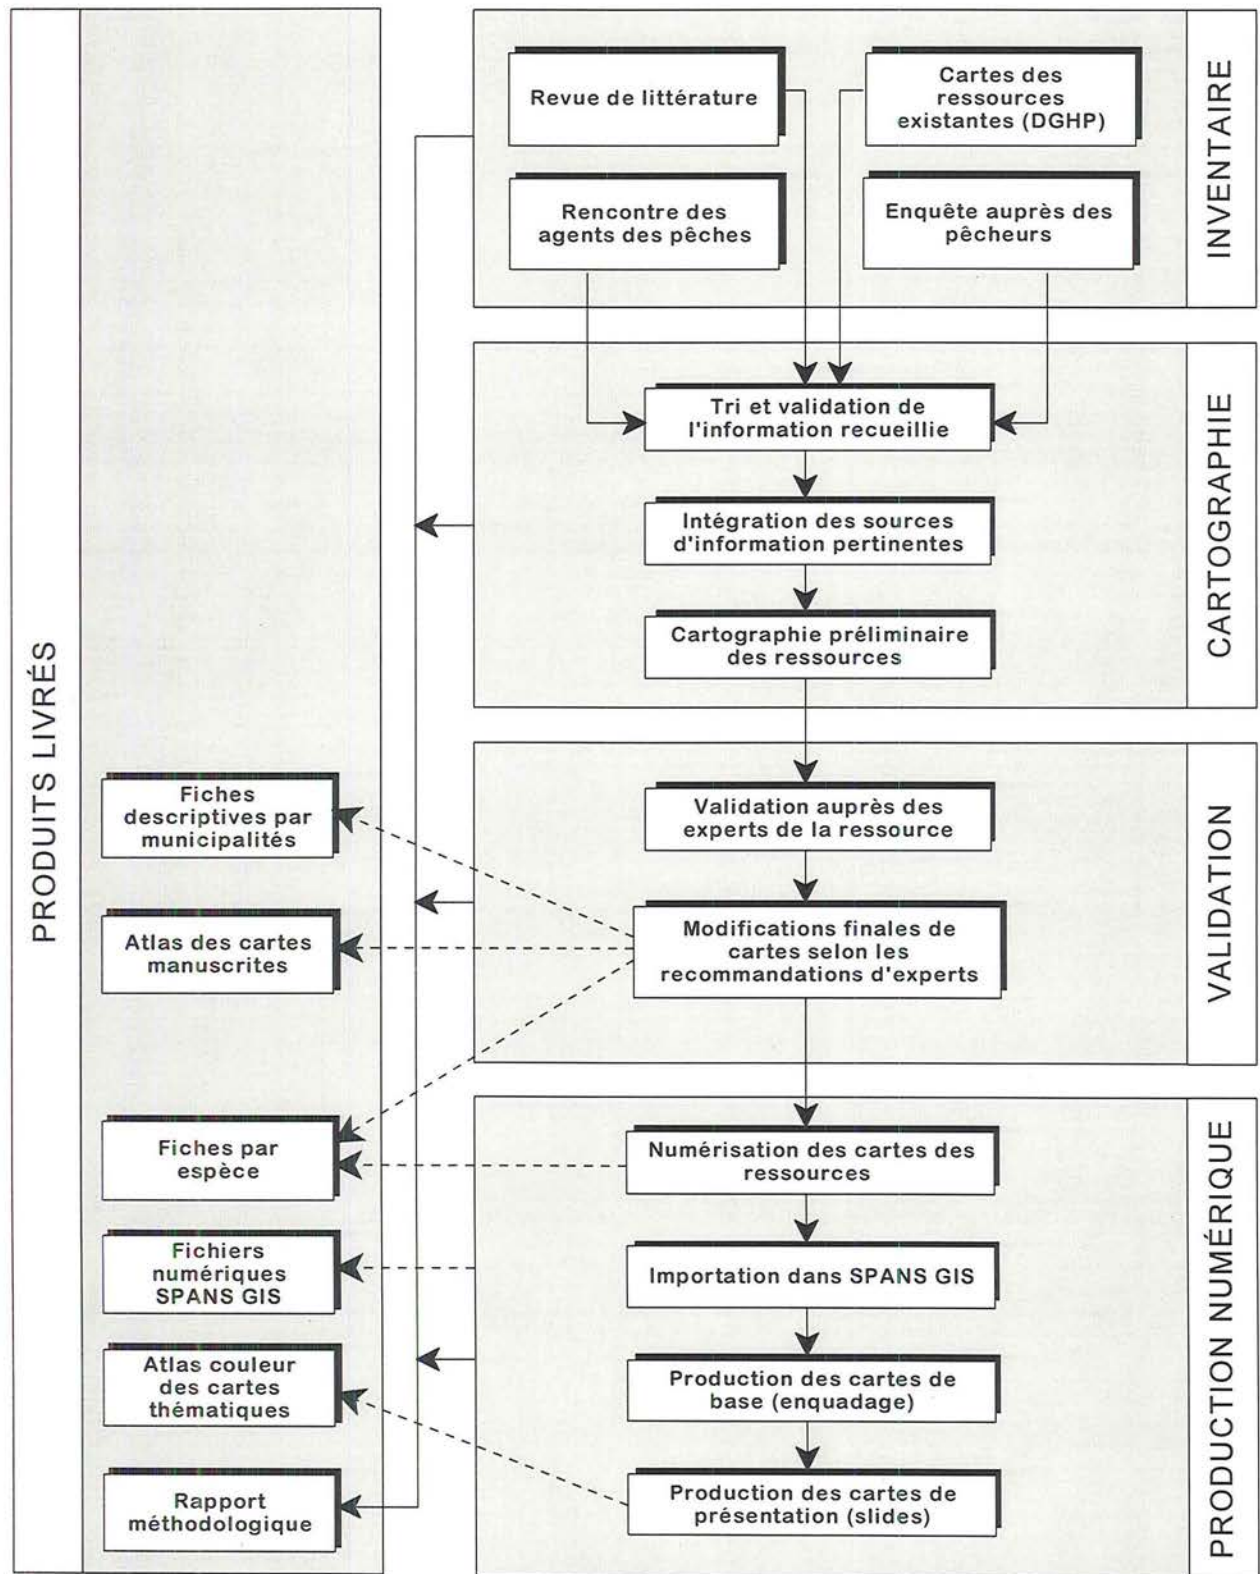 PRODUITS LIVRÉS
Fiches
descriptives par
municipalités
Atlas des cartes
manuscrites
Fiches par
espèce
Fichiers
numériques
SPANS GIS
Atlas couleur
des cartes
thématiques
Rapport
méthodologique
INVENTAIRE
Revue de littérature
Cartes des
ressources
existantes (DGHP)
Rencontre des
agents des pêches
Enquête auprès des
pêcheurs
CARTOGRAPHIE
Tri et validation de
l'information recueillie
Intégration des sources
d'information pertinentes
Cartographie préliminaire
des ressources
VALIDATION
Validation auprès des
experts de la ressource
Modifications finales de
cartes selon les
recommandations d'experts
PRODUCTION NUMÉRIQUE
Numérisation des cartes des
ressources
Importation dans SPANS GIS
Production des cartes de
base (enquadage)
Production des cartes de
présentation (slides)